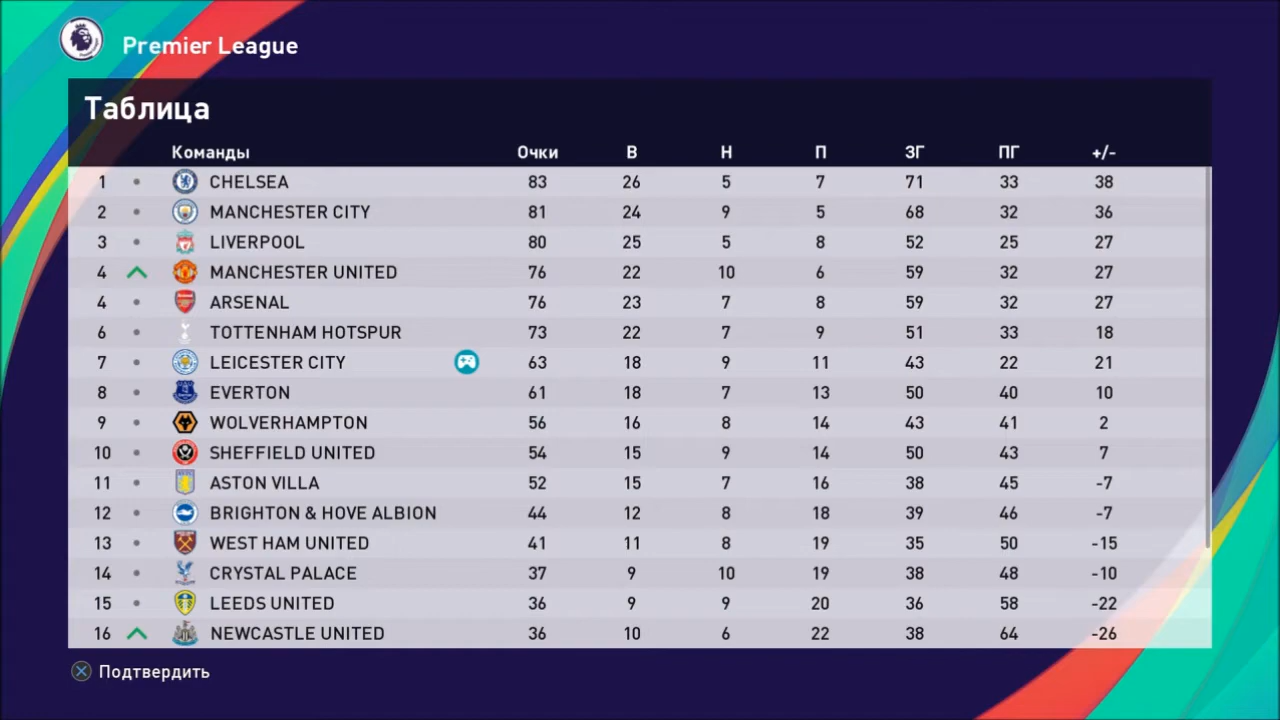 Premier League
Таблица
Команды Очки В Н П ЗГ ПГ +/-
1 CHELSEA 83 26 5 7 71 33 38
2 MANCHESTER CITY 81 24 9 5 68 32 36
3 LIVERPOOL 80 25 5 8 52 25 27
4 MANCHESTER UNITED 76 22 10 6 59 32 27
4 ARSENAL 76 23 7 8 59 32 27
6 TOTTENHAM HOTSPUR 73 22 7 9 51 33 18
7 LEICESTER CITY 63 18 9 11 43 22 21
8 EVERTON 61 18 7 13 50 40 10
9 WOLVERHAMPTON 56 16 8 14 43 41 2
10 SHEFFIELD UNITED 54 15 9 14 50 43 7
11 ASTON VILLA 52 15 7 16 38 45 -7
12 BRIGHTON & HOVE ALBION 44 12 8 18 39 46 -7
13 WEST HAM UNITED 41 11 8 19 35 50 -15
14 CRYSTAL PALACE 37 9 10 19 38 48 -10
15 LEEDS UNITED 36 9 9 20 36 58 -22
16 NEWCASTLE UNITED 36 10 6 22 38 64 -26
Подтвердить